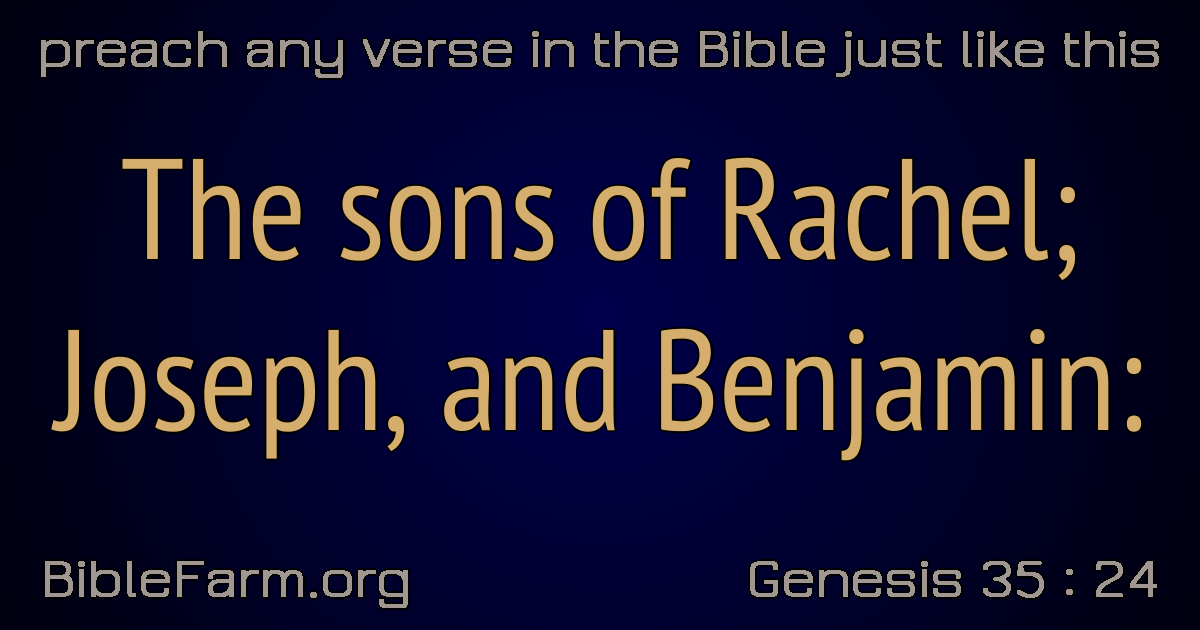 preach any verse in the Bible just like this
The sons of Rachel;
Joseph, and Benjamin:
BibleFarm.org
Genesis 35 : 24